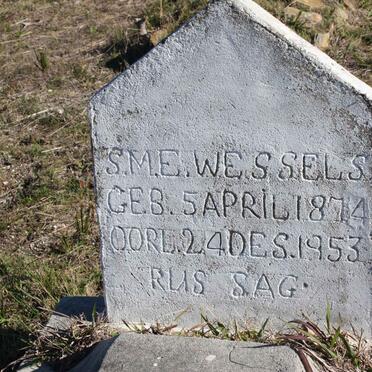 S.M.E. WESSELS
GEB. 5 APRIL 1874
OORL. 24 DES. 1953
RUS SAG.